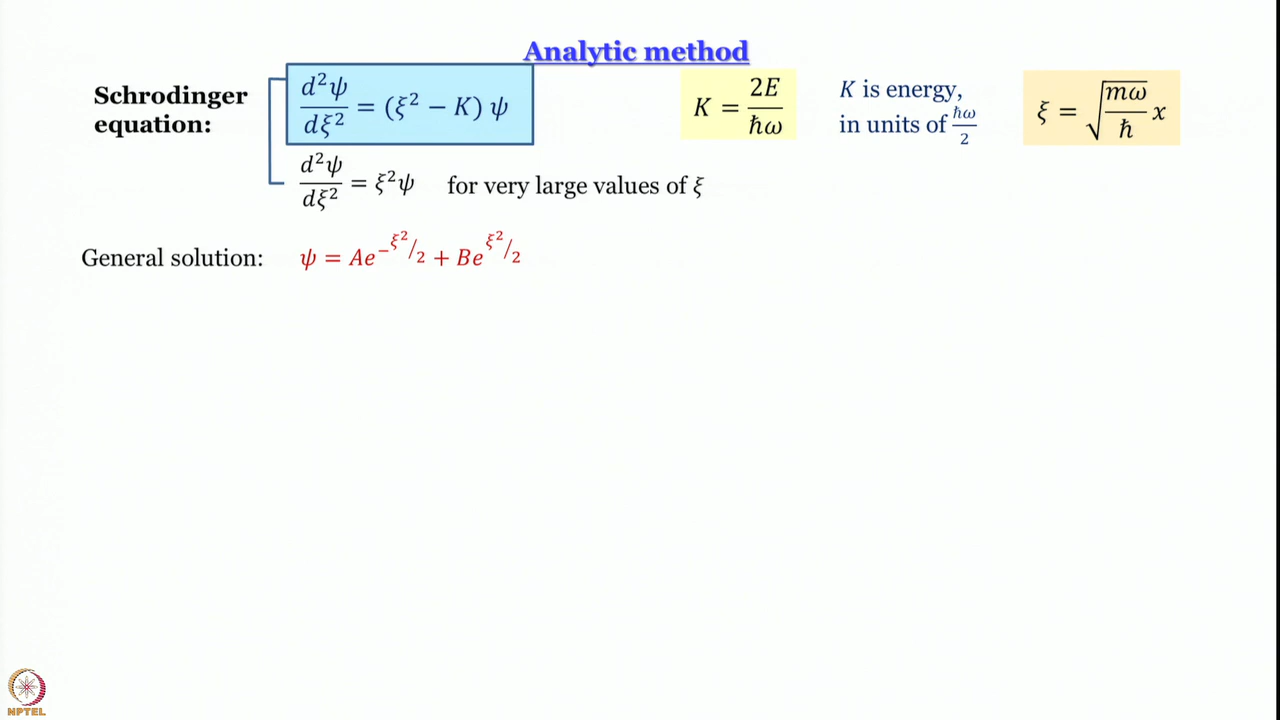 Analytic method
Schrodinger equation:
d²ψ/dξ² = (ξ² − K) ψ
K = 2E/ħω
K is energy,
in units of ħω/2
ξ = √(mω/ħ) x
d²ψ/dξ² = ξ²ψ for very large values of ξ
General solution: ψ = Ae^(−ξ²/2) + Be^(ξ²/2)
NPTEL